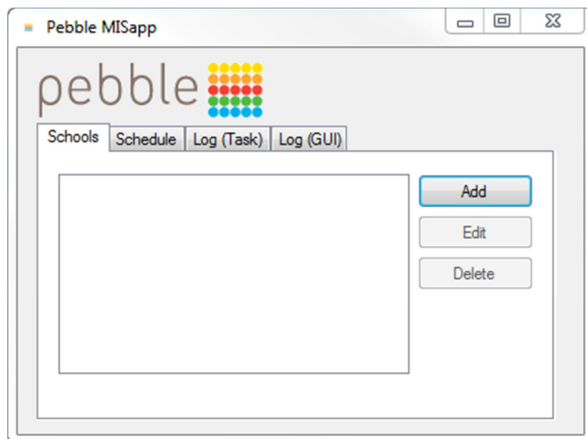 Pebble MISapp
pebble
Schools Schedule Log (Task) Log (GUI)
Add
Edit
Delete